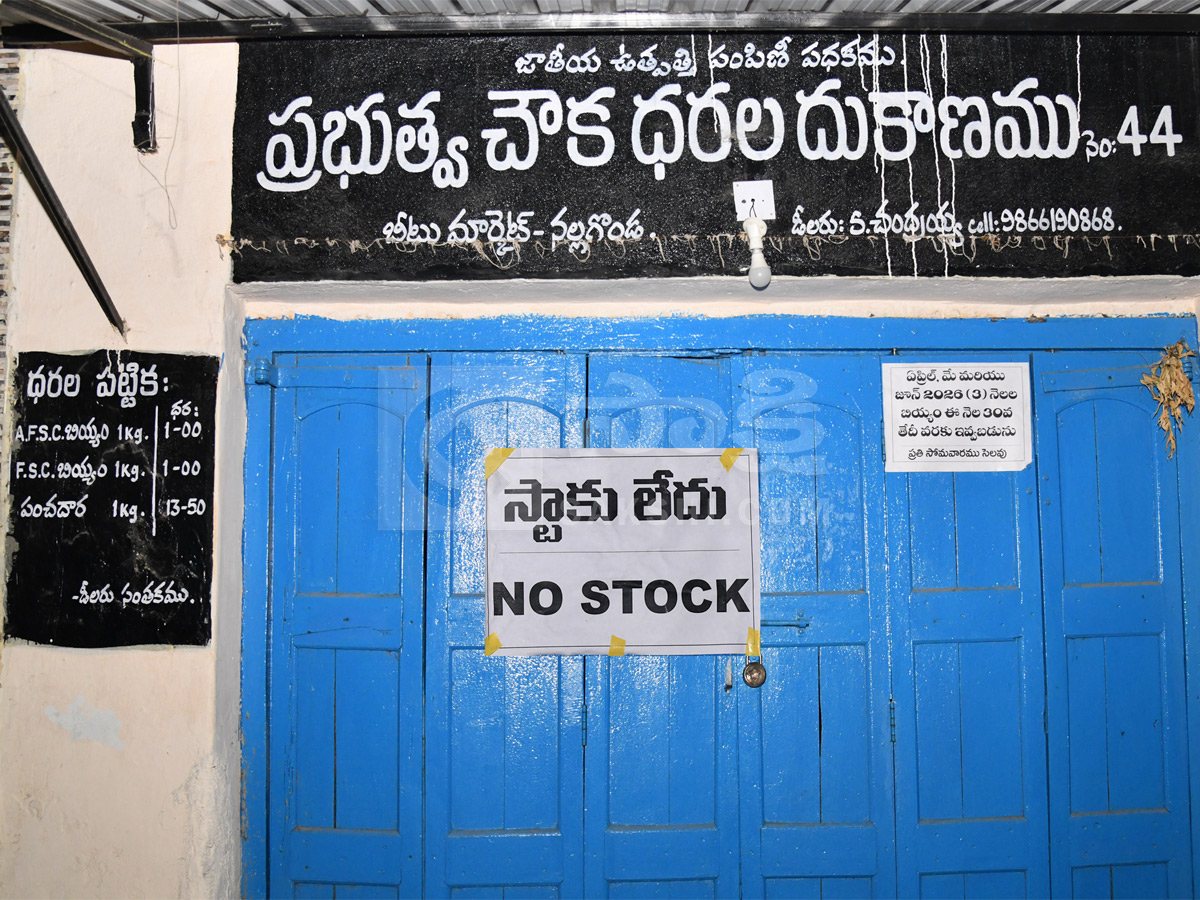 జాతీయ ఉత్పత్తి పంపిణీ పధకము.
ప్రభుత్వ చౌక ధరల దుకాణము నెం: 44
బీటు మార్కెట్ - నల్లగొండ.
డీలరు: కె.చంద్రయ్య cell: 9866190868.
ధరల పట్టిక:
ధర:
A.F.S.C. బియ్యం 1Kg. 1-00
F.S.C. బియ్యం 1Kg. 1-00
పంచదార 1Kg. 13-50
-డీలరు సంతకము.
ఏప్రిల్, మే మరియు
జూన్ 2026 (3) నెలల
బియ్యం ఈ నెల 30వ
తేదీ వరకు ఇవ్వబడును
ప్రతి సోమవారము సెలవు
సాక్షి
స్టాకు లేదు
NO STOCK